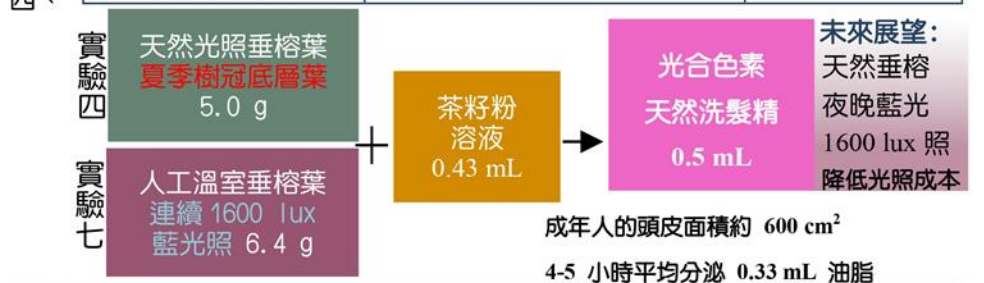 四、
實驗四
天然光照垂榕葉
夏季樹冠底層葉
5.0 g
實驗七
人工溫室垂榕葉
連續1600 lux
藍光照 6.4 g
+
茶籽粉
溶液
0.43 mL
光合色素
天然洗髮精
0.5 mL
未來展望:
天然垂榕
夜晚藍光
1600 lux 照
降低光照成本
成年人的頭皮面積約 600 cm²
4-5 小時平均分泌 0.33 mL 油脂